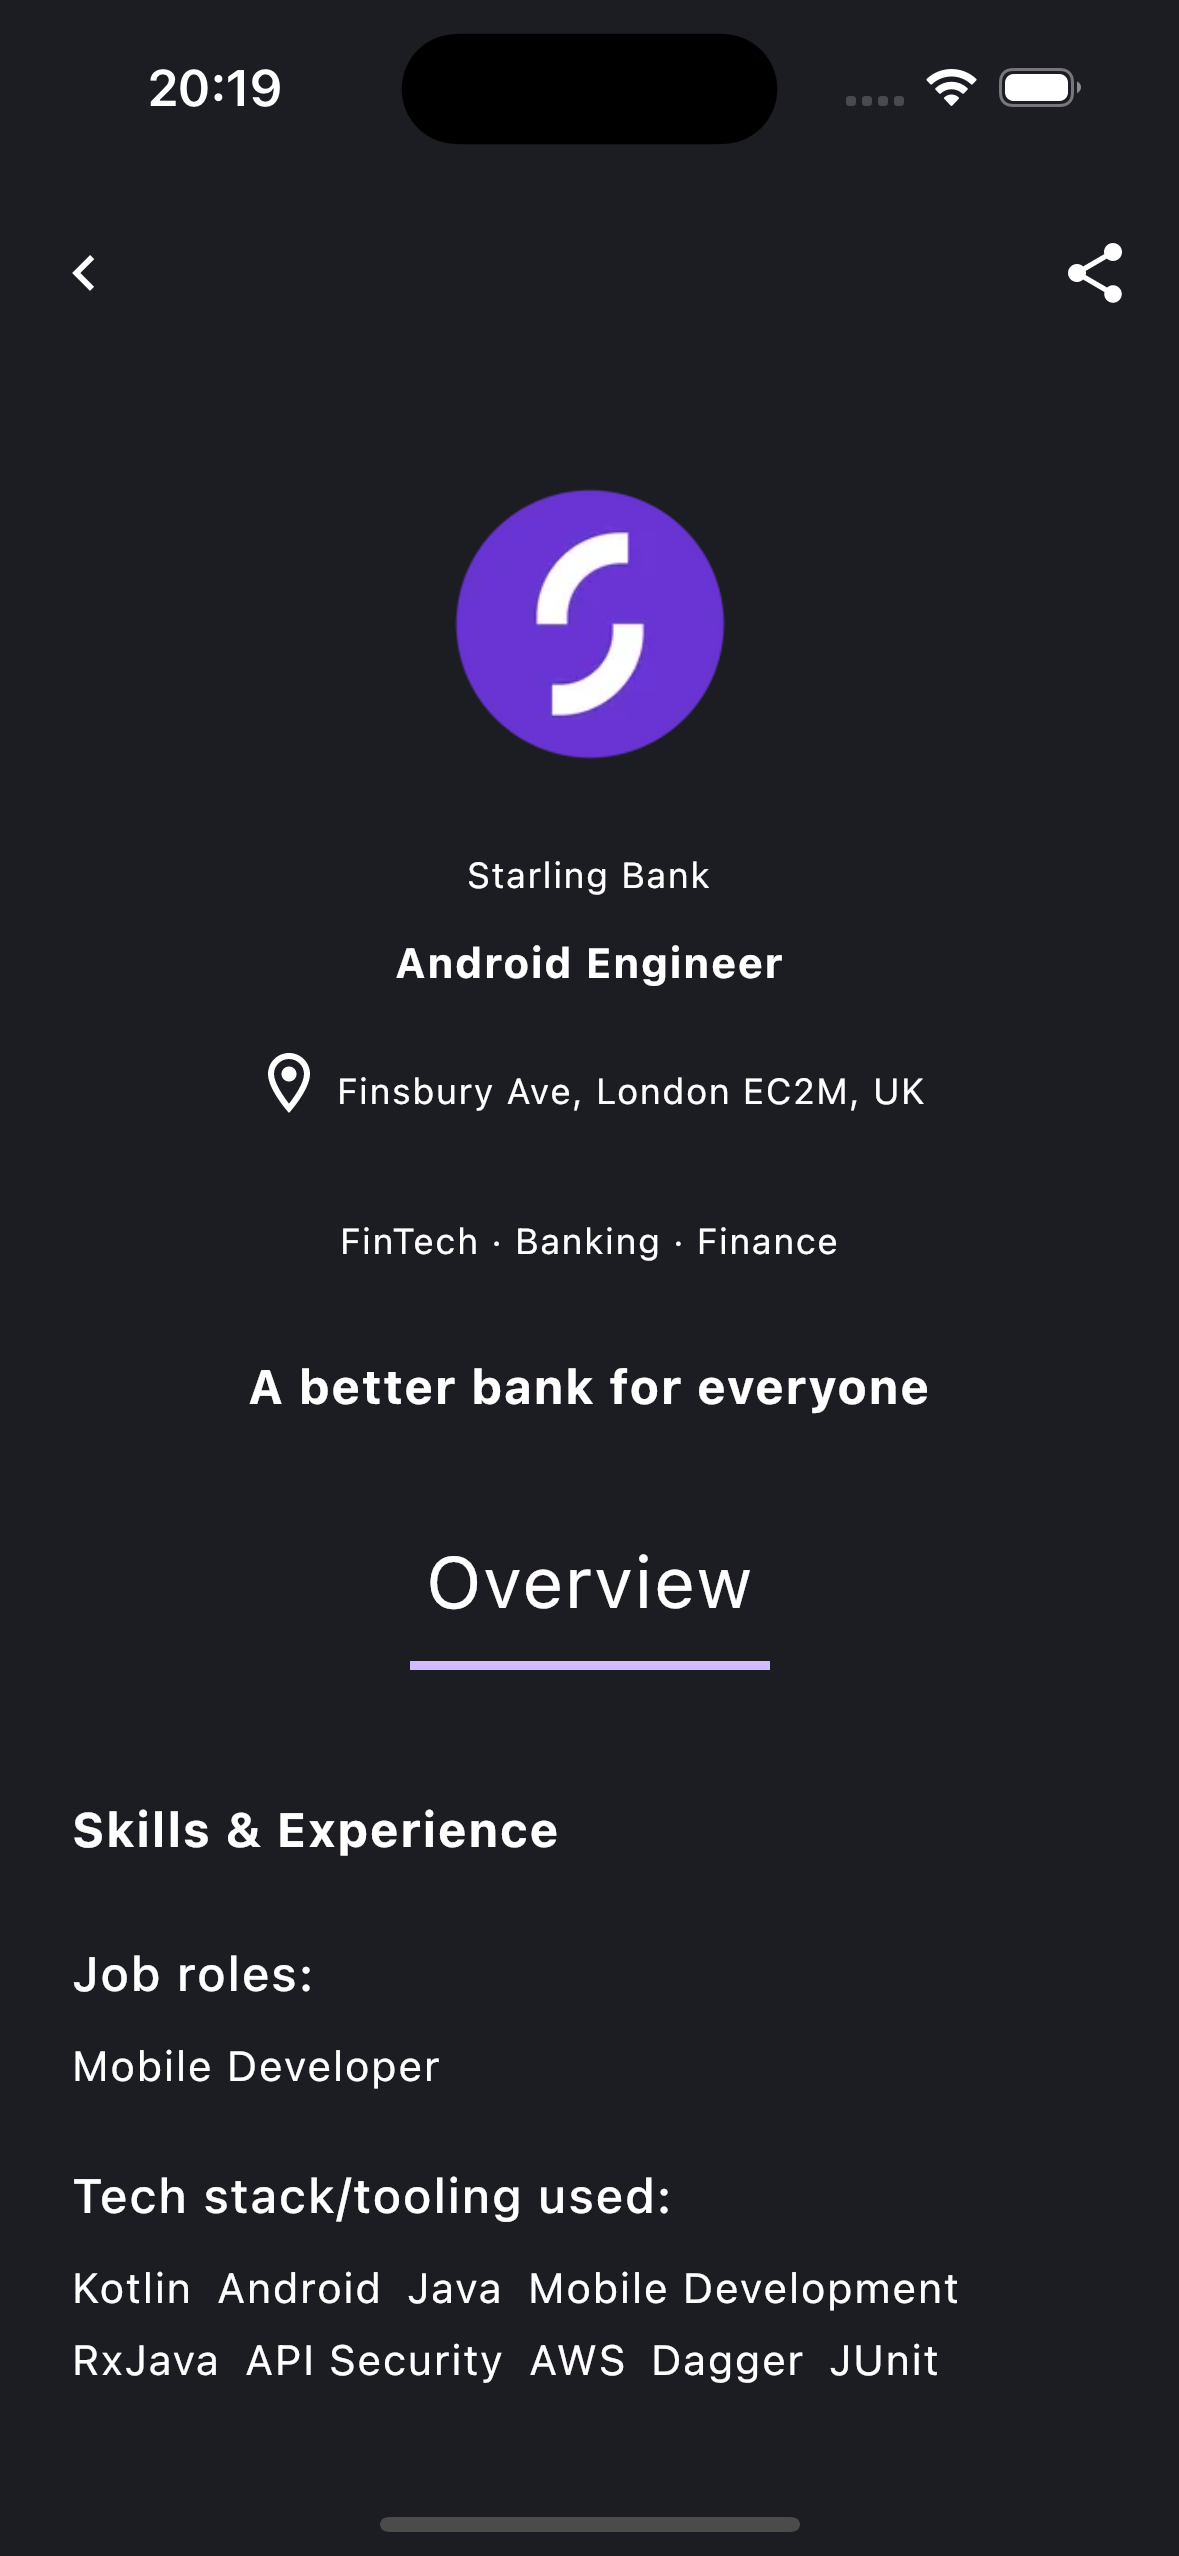 20:19
Starling Bank
Android Engineer
Finsbury Ave, London EC2M, UK
FinTech · Banking · Finance
A better bank for everyone
Overview
Skills & Experience
Job roles:
Mobile Developer
Tech stack/tooling used:
Kotlin Android Java Mobile Development
RxJava API Security AWS Dagger JUnit